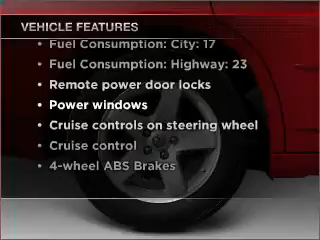 VEHICLE FEATURES
• Fuel Consumption: City: 17
• Fuel Consumption: Highway: 23
• Remote power door locks
• Power windows
• Cruise controls on steering wheel
• Cruise control
• 4-wheel ABS Brakes